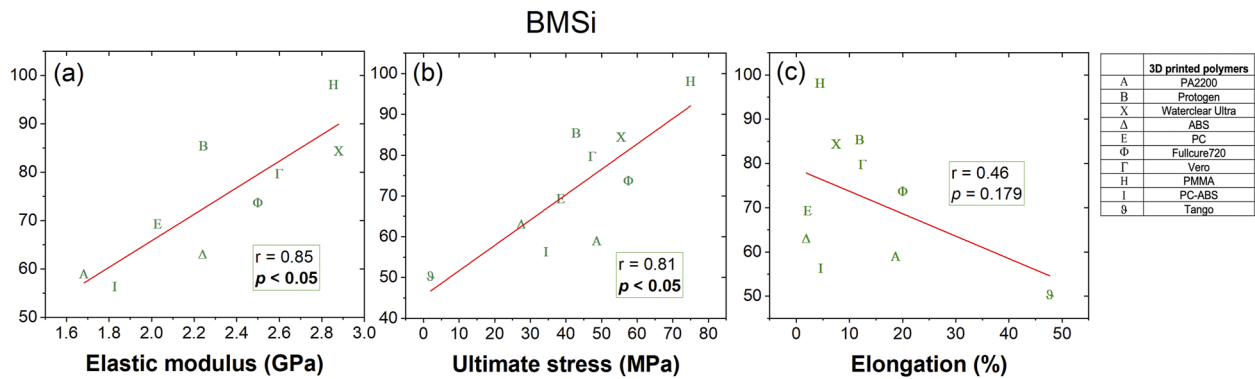 BMSi
(a)
100
90
80
70
60
50
1.6 1.8 2.0 2.2 2.4 2.6 2.8 3.0
Elastic modulus (GPa)
A
I
E
B
Δ
Φ
Γ
H
X
r = 0.85
p < 0.05
(b)
100
90
80
70
60
50
40
0 10 20 30 40 50 60 70 80
Ultimate stress (MPa)
ϑ
Δ
I
E
B
Γ
A
X
Φ
H
r = 0.81
p < 0.05
(c)
100
90
80
70
60
50
0 10 20 30 40 50
Elongation (%)
H
X
B
Γ
Φ
E
Δ
I
A
ϑ
r = 0.46
p = 0.179
3D printed polymers
A PA2200
B Protogen
X Waterclear Ultra
Δ ABS
E PC
Φ Fullcure720
Γ Vero
H PMMA
I PC-ABS
ϑ Tango